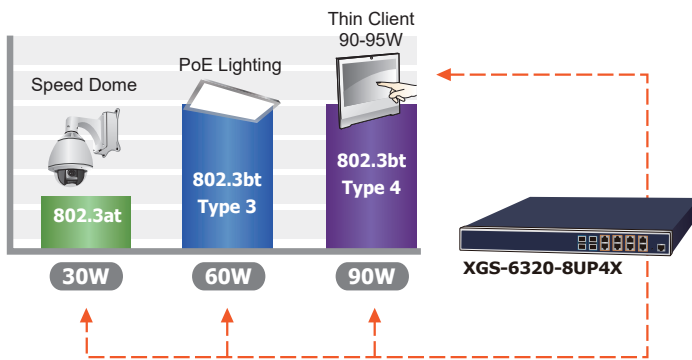 Thin Client
90-95W
PoE Lighting
Speed Dome
802.3at
802.3bt
Type 3
802.3bt
Type 4
30W
60W
90W
XGS-6320-8UP4X